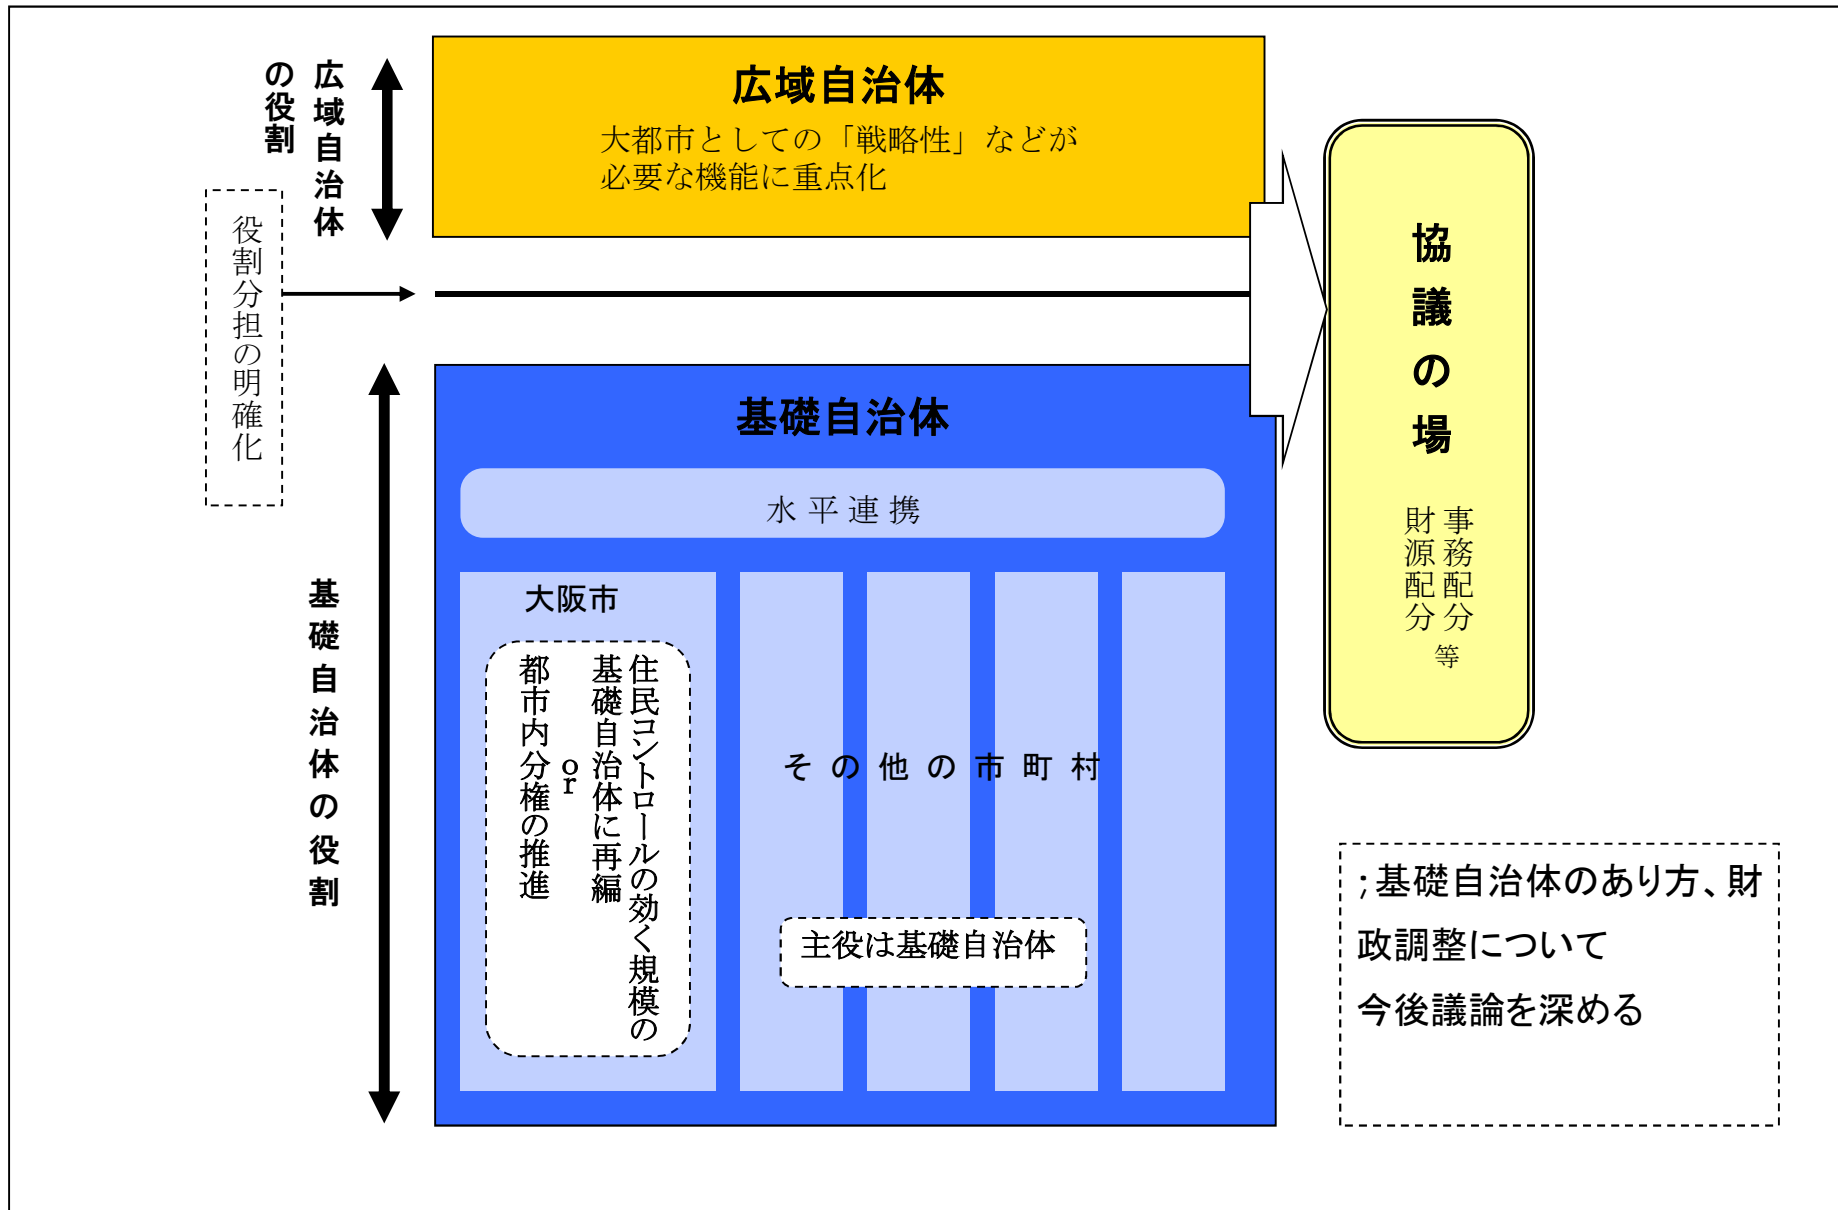 広域自治体
の役割
広域自治体
大都市としての「戦略性」などが
必要な機能に重点化
役割分担の明確化
協議の場
事務配分
財源配分
等
基礎自治体の役割
基礎自治体
水平連携
大阪市
住民コントロールの効く規模の
基礎自治体に再編
or
都市内分権の推進
その他の市町村
主役は基礎自治体
;基礎自治体のあり方、財
政調整について
今後議論を深める